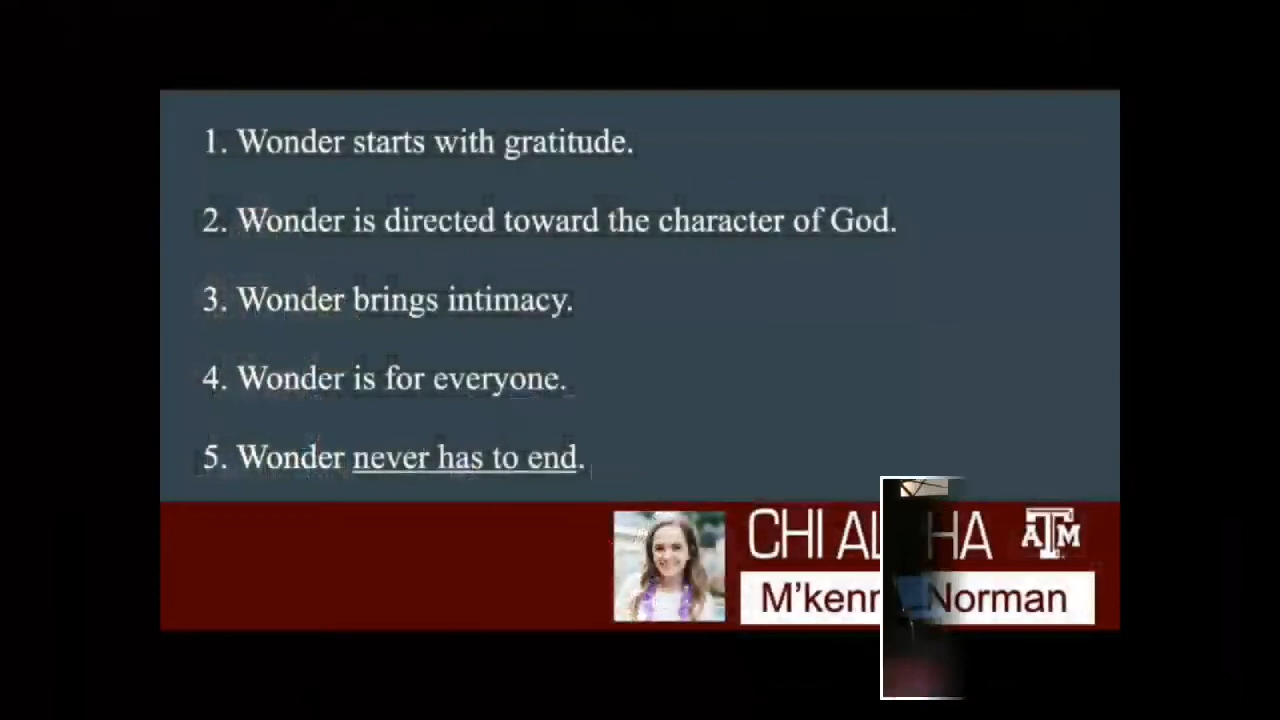 1. Wonder starts with gratitude.
2. Wonder is directed toward the character of God.
3. Wonder brings intimacy.
4. Wonder is for everyone.
5. Wonder never has to end.
CHI AL HA ATM
M'kenn Norman